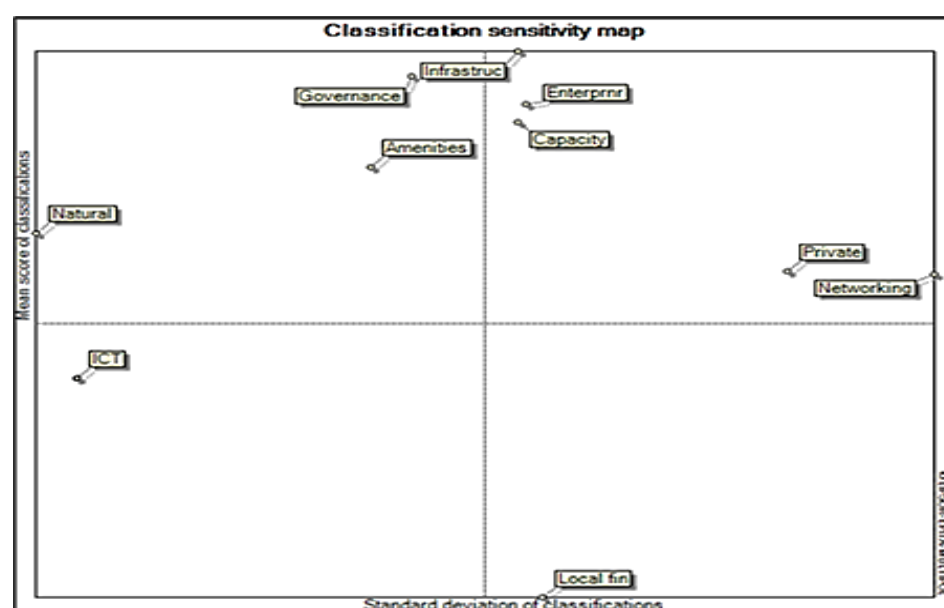 Classification sensitivity map
Infrastruc
Governance
Enterprnr
Capacity
Amenities
Natural
Private
Networking
ICT
Local fin
Mean score of classifications
Standard deviation of classifications